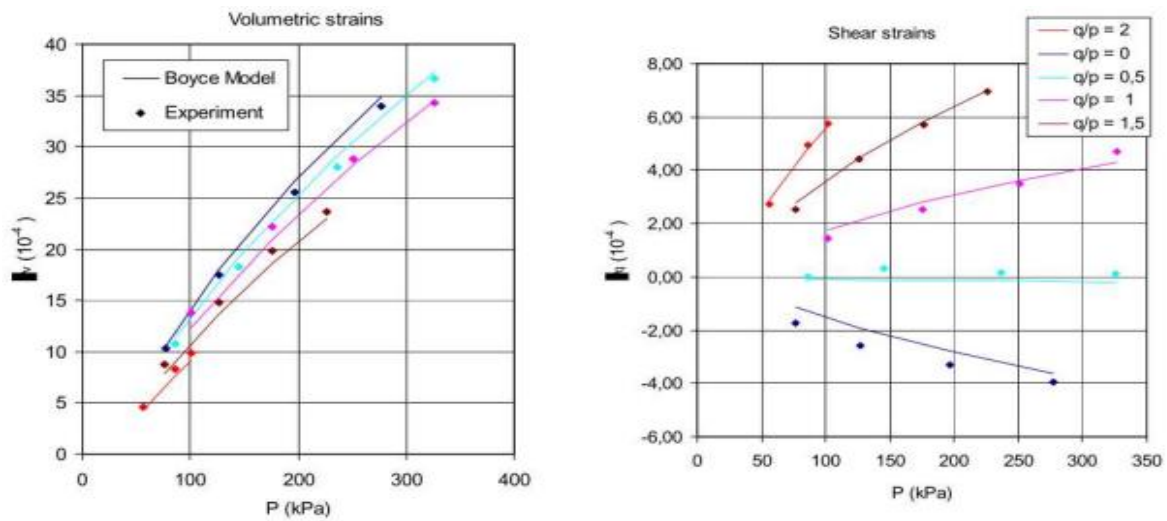 Volumetric strains
40
35
30
25
20
15
10
5
0
v (10-4 )
Boyce Model
Experiment
0 100 200 300 400
P (kPa)
Shear strains
q/p = 2
q/p = 0
q/p = 0,5
q/p = 1
q/p = 1,5
8,00
6,00
4,00
2,00
0,00
-2,00
-4,00
-6,00
q (10-4 )
0 50 100 150 200 250 300 350
P (kPa)